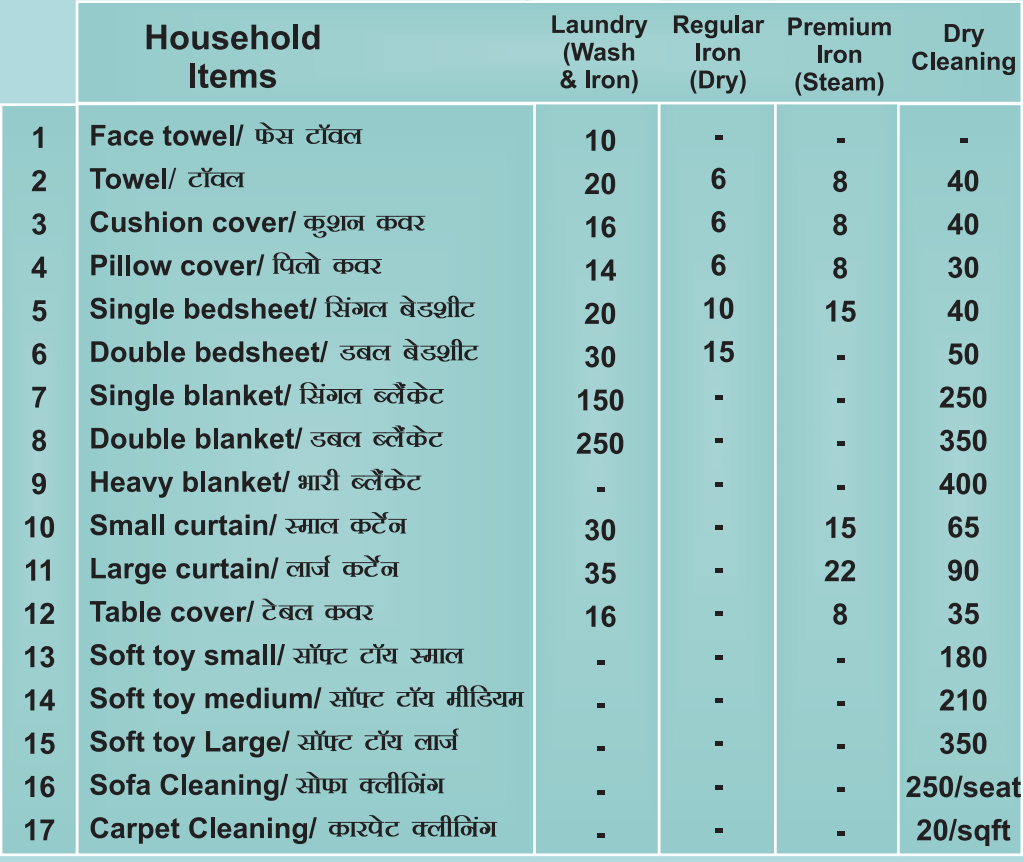 Household Items Laundry (Wash & Iron) Regular Iron (Dry) Premium Iron (Steam) Dry Cleaning
1 Face towel/ फेस टॉवल 10 - - -
2 Towel/ टॉवल 20 6 8 40
3 Cushion cover/ कुशन कवर 16 6 8 40
4 Pillow cover/ पिलो कवर 14 6 8 30
5 Single bedsheet/ सिंगल बेडशीट 20 10 15 40
6 Double bedsheet/ डबल बेडशीट 30 15 - 50
7 Single blanket/ सिंगल ब्लैंकेट 150 - - 250
8 Double blanket/ डबल ब्लैंकेट 250 - - 350
9 Heavy blanket/ भारी ब्लैंकेट - - - 400
10 Small curtain/ स्माल कर्टेन 30 - 15 65
11 Large curtain/ लार्ज कर्टेन 35 - 22 90
12 Table cover/ टेबल कवर 16 - 8 35
13 Soft toy small/ सॉफ्ट टॉय स्माल - - - 180
14 Soft toy medium/ सॉफ्ट टॉय मीडियम - - - 210
15 Soft toy Large/ सॉफ्ट टॉय लार्ज - - - 350
16 Sofa Cleaning/ सोफा क्लीनिंग - - - 250/seat
17 Carpet Cleaning/ कारपेट क्लीनिंग - - - 20/sqft